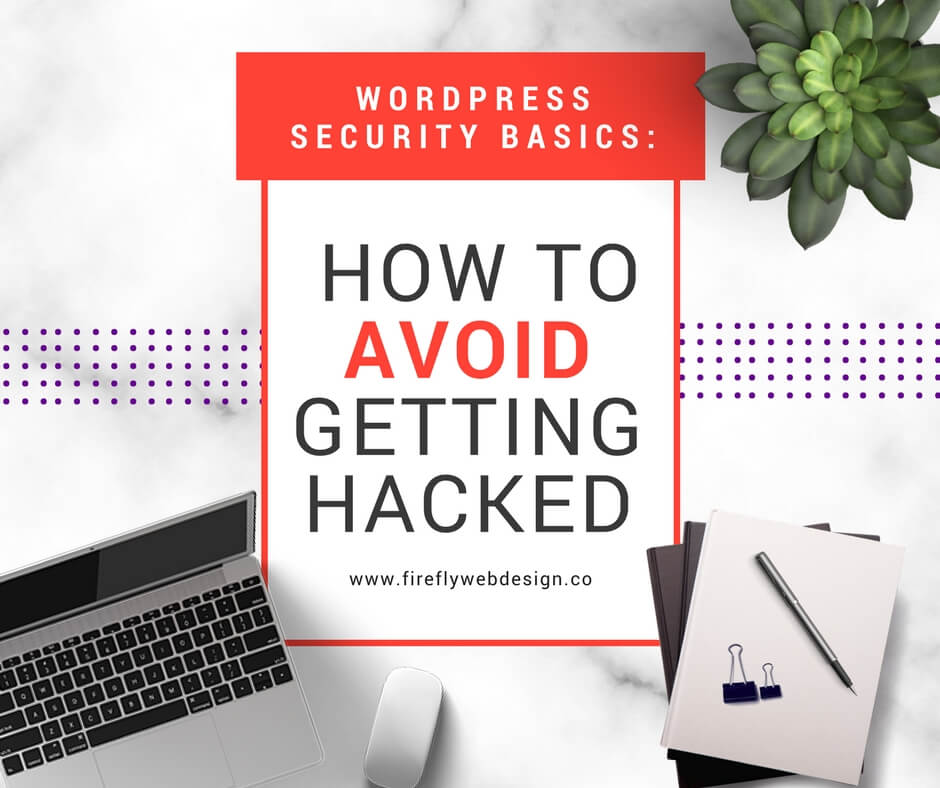 WORDPRESS
SECURITY BASICS:
HOW TO
AVOID
GETTING
HACKED
www.fireflywebdesign.co